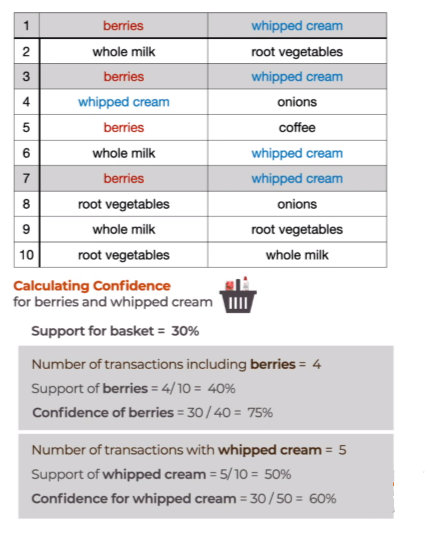 1 berries whipped cream
2 whole milk root vegetables
3 berries whipped cream
4 whipped cream onions
5 berries coffee
6 whole milk whipped cream
7 berries whipped cream
8 root vegetables onions
9 whole milk root vegetables
10 root vegetables whole milk
Calculating Confidence
for berries and whipped cream
Support for basket = 30%
Number of transactions including berries = 4
Support of berries = 4/10 = 40%
Confidence of berries = 30 / 40 = 75%
Number of transactions with whipped cream = 5
Support of whipped cream = 5/10 = 50%
Confidence for whipped cream = 30 / 50 = 60%